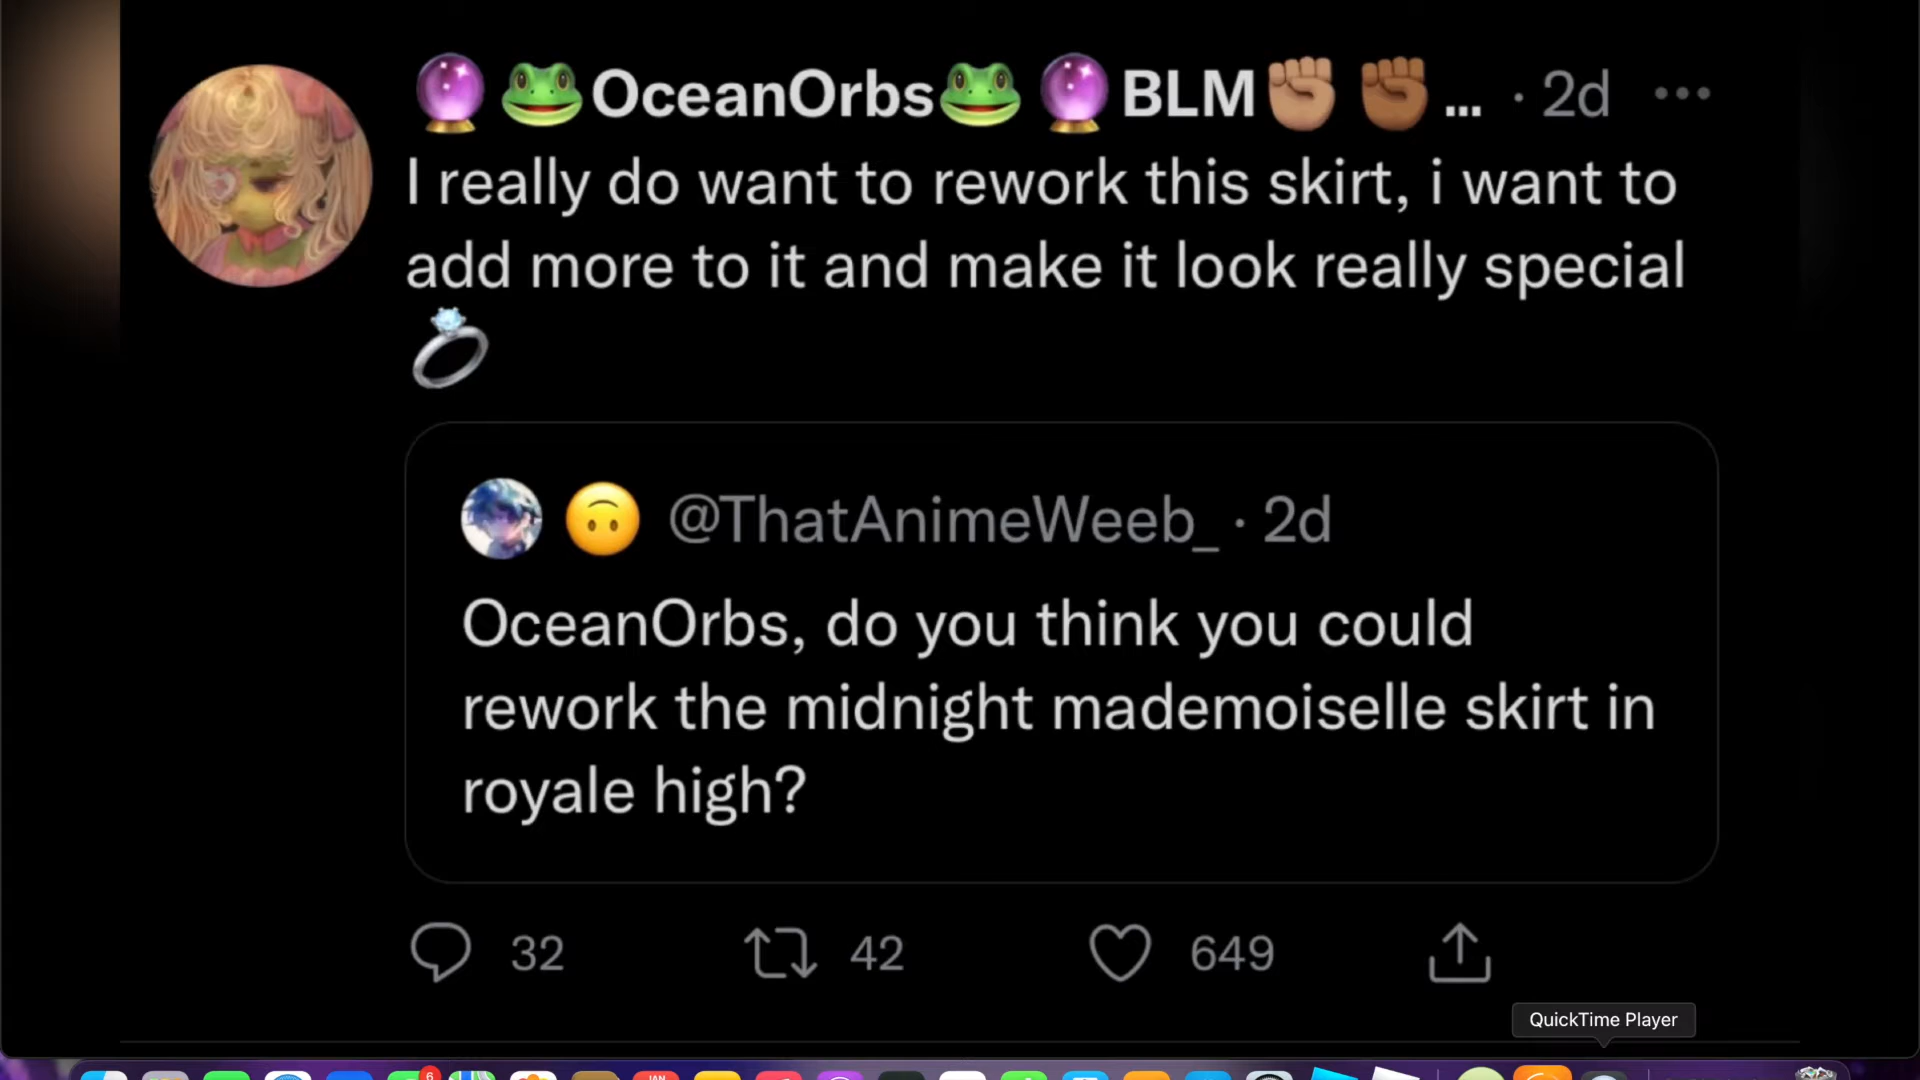 🔮🐸OceanOrbs🐸🔮BLM✊🏼✊🏾... · 2d
I really do want to rework this skirt, i want to
add more to it and make it look really special
💍
🙃 @ThatAnimeWeeb_ · 2d
OceanOrbs, do you think you could
rework the midnight mademoiselle skirt in
royale high?
32 42 649
QuickTime Player
6
JAN